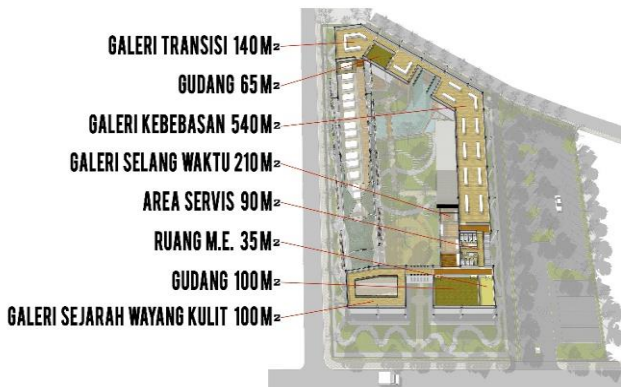 GALERI TRANSISI 140M2
GUDANG 65M2
GALERI KEBEBASAN 540M2
GALERI SELANG WAKTU 210M2
AREA SERVIS 90M2
RUANG M.E. 35M2
GUDANG 100M2
GALERI SEJARAH WAYANG KULIT 100M2